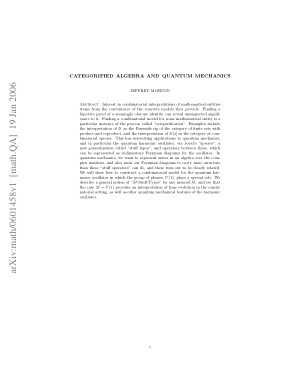 arXiv:math/0601458v1 [math.QA] 19 Jan 2006
CATEGORIFIED ALGEBRA AND QUANTUM MECHANICS
JEFFREY MORTON
Abstract. Interest in combinatorial interpretations of mathematical entities
stems from the convenience of the concrete models they provide. Finding a
bijective proof of a seemingly obscure identity can reveal unsuspected signifi-
cance to it. Finding a combinatorial model for some mathematical entity is a
particular instance of the process called "categorification". Examples include
the interpretation of ℕ as the Burnside rig of the category of finite sets with
product and coproduct, and the interpretation of ℕ[x] as the category of com-
binatorial species. This has interesting applications to quantum mechanics,
and in particular the quantum harmonic oscillator, via Joyal's "species", a
new generalization called "stuff types", and operators between these, which
can be represented as rudimentary Feynman diagrams for the oscillator. In
quantum mechanics, we want to represent states in an algebra over the com-
plex numbers, and also want our Feynman diagrams to carry more structure
than these "stuff operators" can do, and these turn out to be closely related.
We will show how to construct a combinatorial model for the quantum har-
monic oscillator in which the group of phases, U(1), plays a special role. We
describe a general notion of "M-Stuff Types" for any monoid M, and see that
the case M = U(1) provides an interpretation of time evolution in the combi-
natorial setting, as well as other quantum mechanical features of the harmonic
oscillator.